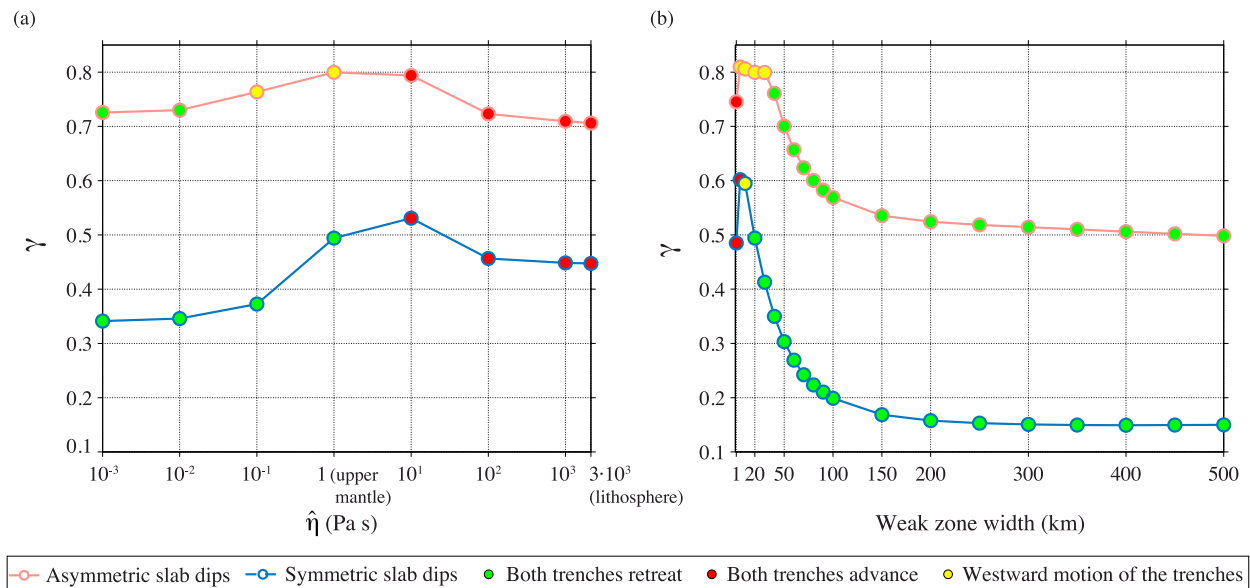 (a)
(b)
0.8
0.7
0.6
0.5
0.4
0.3
0.2
0.1
γ
10⁻³ 10⁻² 10⁻¹ 1 (upper mantle) 10¹ 10² 10³ 3·10³ (lithosphere)
η̂ (Pa s)
0.8
0.7
0.6
0.5
0.4
0.3
0.2
0.1
γ
1 20 50 100 150 200 300 400 500
Weak zone width (km)
Asymmetric slab dips Symmetric slab dips Both trenches retreat Both trenches advance Westward motion of the trenches